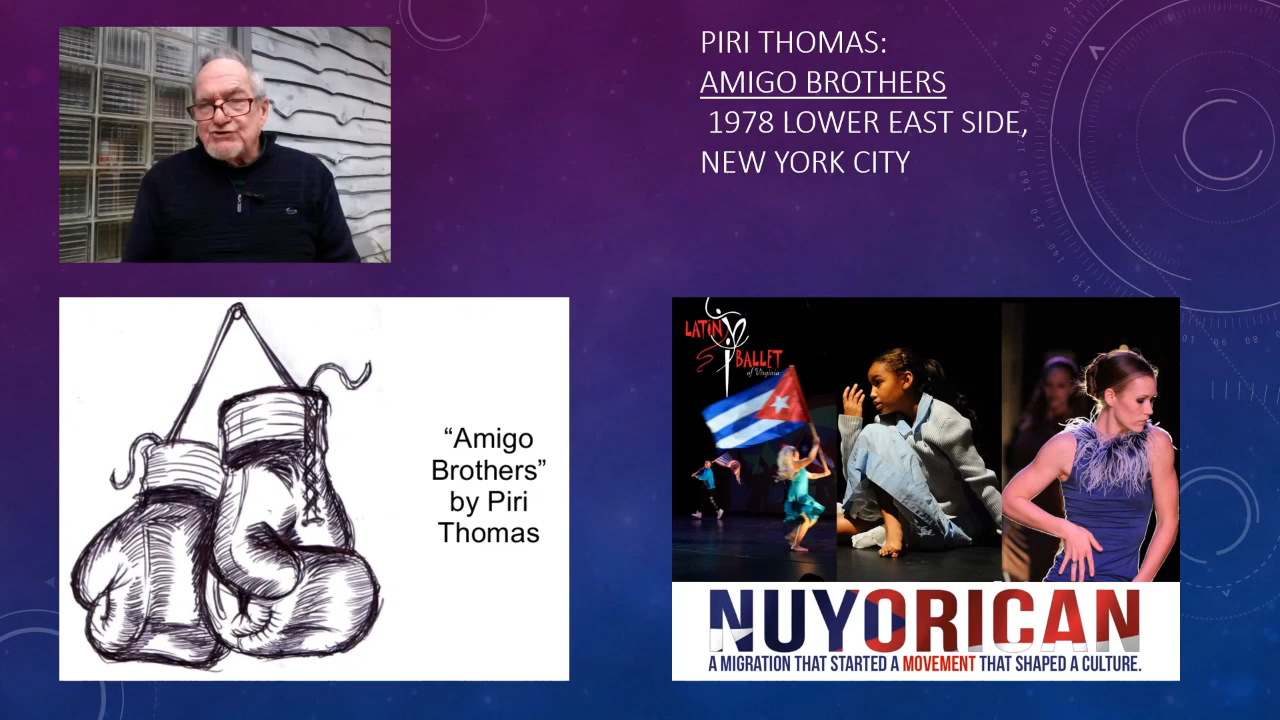 PIRI THOMAS:
AMIGO BROTHERS
1978 LOWER EAST SIDE,
NEW YORK CITY
“Amigo
Brothers”
by Piri
Thomas
LATIN
BALLET
of Virginia
NUYORICAN
A MIGRATION THAT STARTED A MOVEMENT THAT SHAPED A CULTURE.